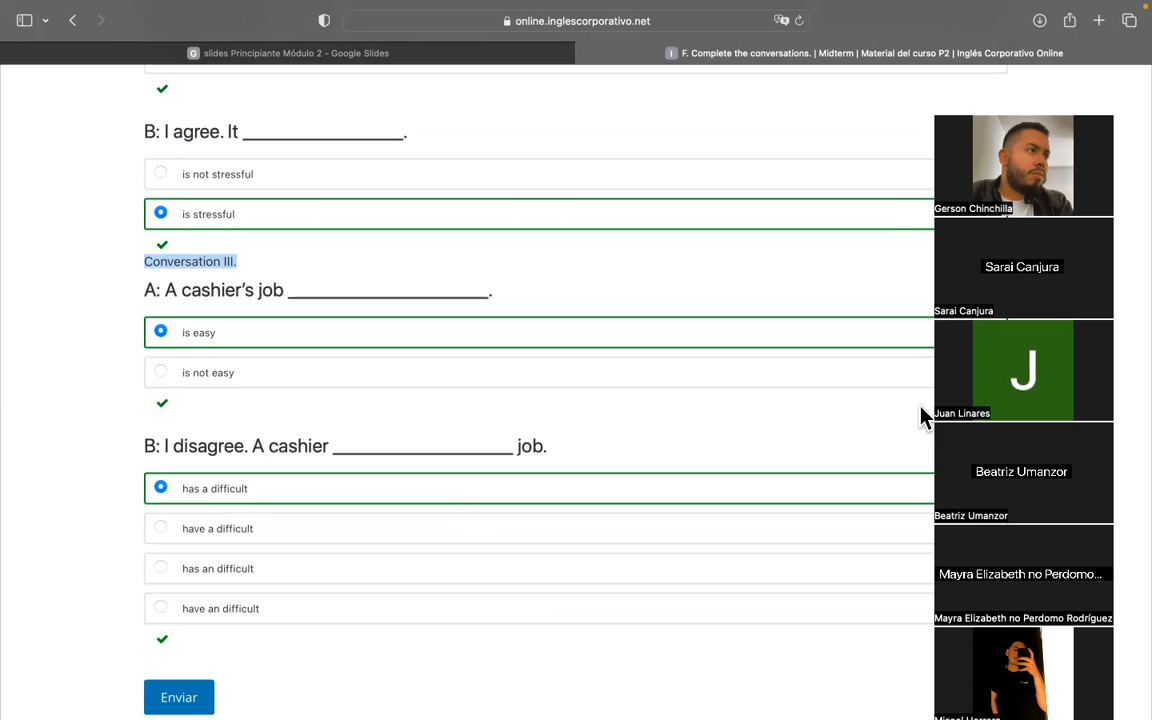 online.inglescorporativo.net
G slides Principiante Módulo 2 - Google Slides
I F. Complete the conversations. | Midterm | Material del curso P2 | Inglés Corporativo Online
B: I agree. It _________________.
is not stressful
is stressful
Conversation III.
A: A cashier’s job _____________________.
is easy
is not easy
B: I disagree. A cashier ___________________ job.
has a difficult
have a difficult
has an difficult
have an difficult
Enviar
Gerson Chinchilla
Sarai Canjura
Sarai Canjura
J
Juan Linares
Beatriz Umanzor
Beatriz Umanzor
Mayra Elizabeth no Perdomo...
Mayra Elizabeth no Perdomo Rodríguez